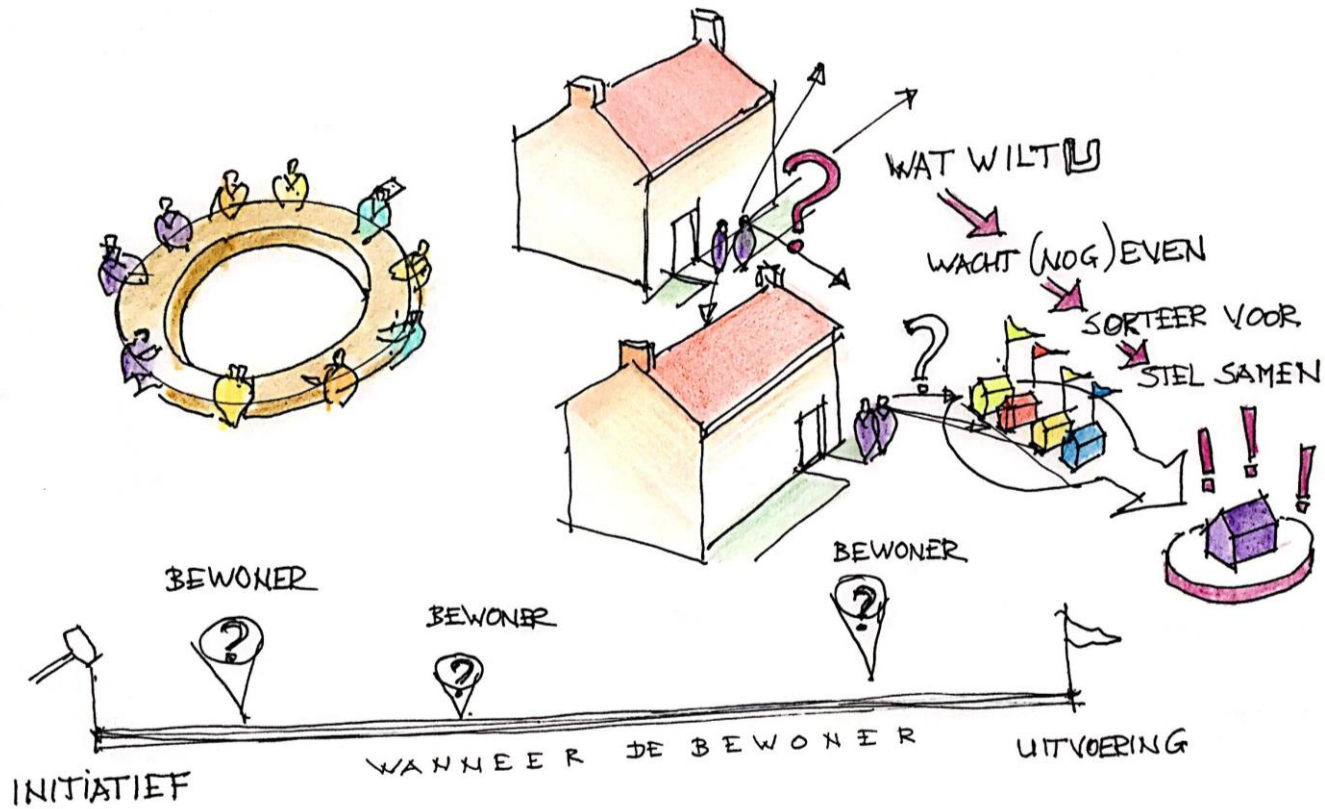 WAT WILT U
WACHT (NOG) EVEN
SORTEER VOOR
STEL SAMEN
BEWONER
BEWONER
BEWONER
WANNEER DE BEWONER
INITIATIEF
UITVOERING